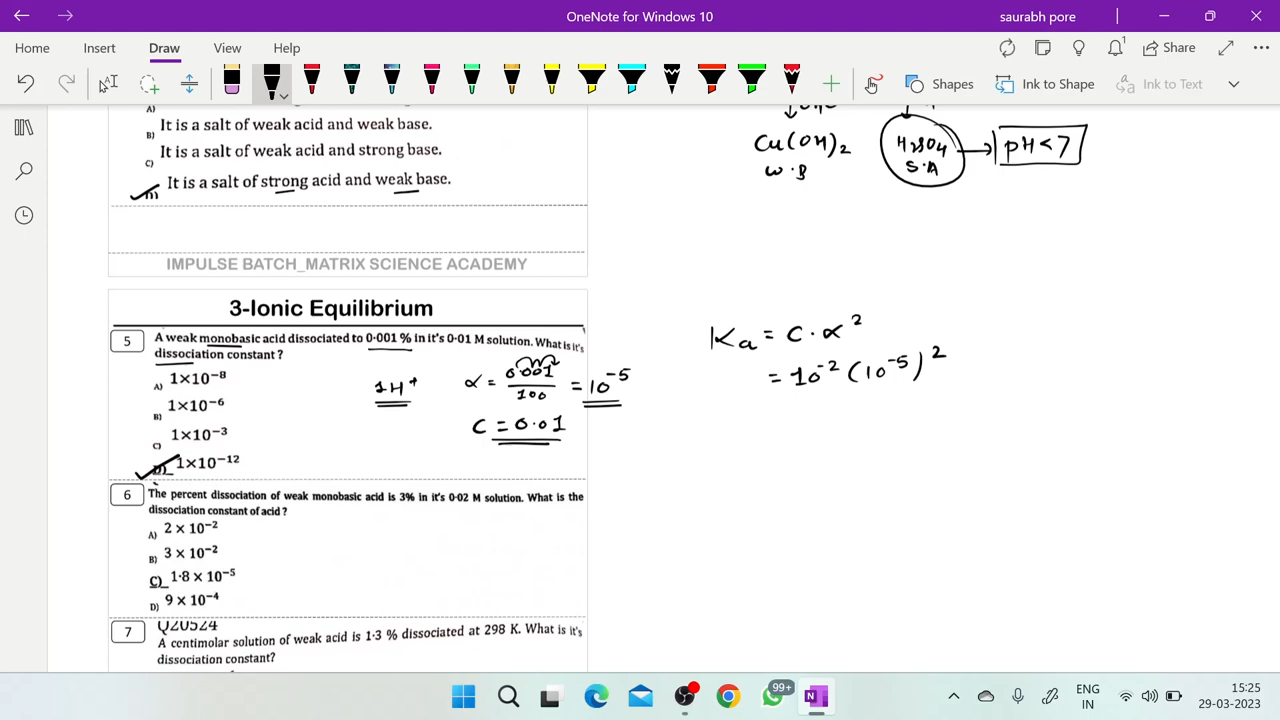 OneNote for Windows 10
saurabh pore
Home Insert Draw View Help
Share
Shapes
Ink to Shape
Ink to Text
A)
B) It is a salt of weak acid and weak base.
C) It is a salt of weak acid and strong base.
D) It is a salt of strong acid and weak base.
IMPULSE BATCH_MATRIX SCIENCE ACADEMY
Cu(OH)₂
W.B
H₂SO4
S.A
pH < 7
3-Ionic Equilibrium
5 A weak monobasic acid dissociated to 0·001 % in it's 0·01 M solution. What is it's
dissociation constant ?
A) 1×10⁻⁸
B) 1×10⁻⁶
C) 1×10⁻³
D) 1×10⁻¹²
1H⁺
α = 0.001 / 100 = 10⁻⁵
C = 0.01
Ka = C · α²
= 10⁻² (10⁻⁵)²
6 The percent dissociation of weak monobasic acid is 3% in it's 0·02 M solution. What is the
dissociation constant of acid ?
A) 2 × 10⁻²
B) 3 × 10⁻²
C) 1·8 × 10⁻⁵
D) 9 × 10⁻⁴
7 Q20524
A centimolar solution of weak acid is 1·3 % dissociated at 298 K. What is it's
dissociation constant?
99+
ENG
IN
15:25
29-03-2023